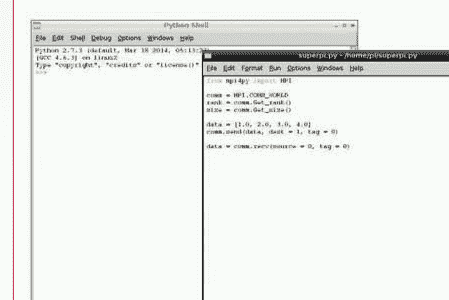 Python Shell
File Edit Shell Debug Options Windows Help
Python 2.7.3 (default, Mar 18 2014, 05:13:23)
[GCC 4.6.3] on linux2
Type "copyright", "credits" or "license()"
>>>
superpi.py - /home/pi/superpi.py
File Edit Format Run Options Windows Help
from mpi4py import MPI
comm = MPI.COMM_WORLD
rank = comm.Get_rank()
size = comm.Get_size()
data = [1.0, 2.0, 3.0, 4.0]
comm.send(data, dest = 1, tag = 0)
data = comm.recv(source = 0, tag = 0)